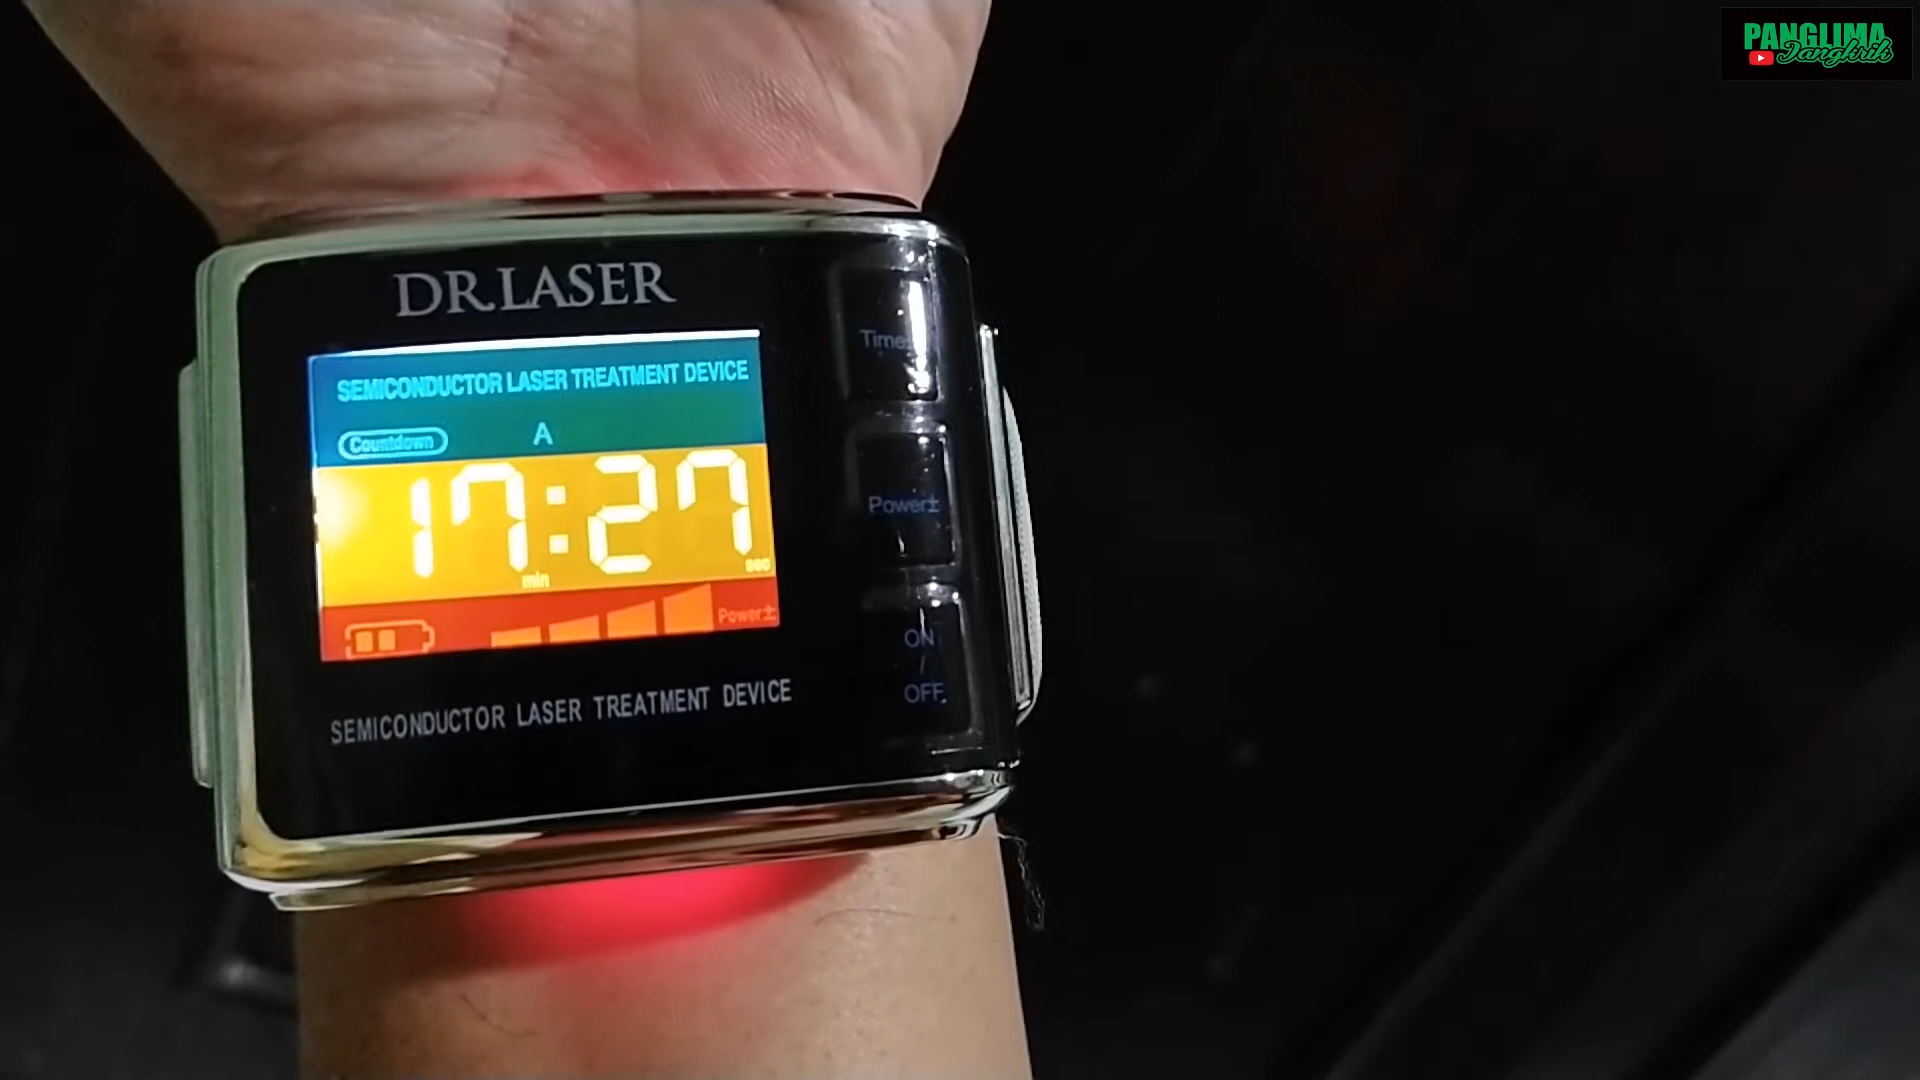 PANGLIMA
Jangkrik
DR.LASER
SEMICONDUCTOR LASER TREATMENT DEVICE
Countdown A
17:27
min sec
Power±
SEMICONDUCTOR LASER TREATMENT DEVICE
Time
Power±
ON
/
OFF